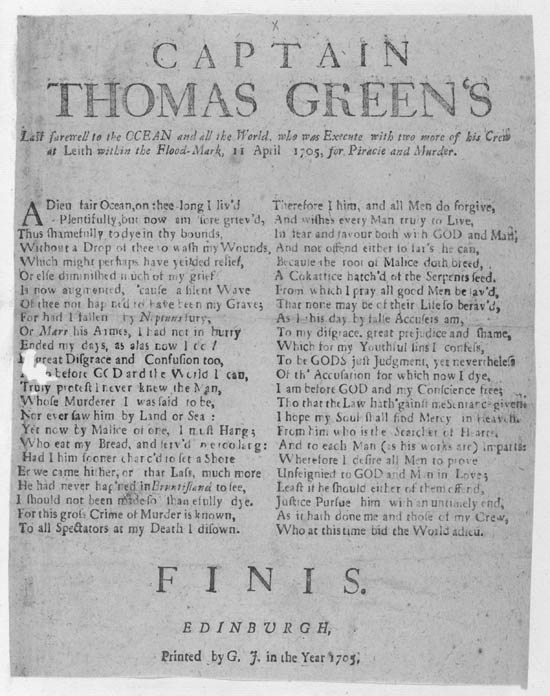 CAPTAIN
THOMAS GREEN'S
Last farewell to the OCEAN and all the World, who was Execute with two more of his Crew
at Leith within the Flood-Mark, 11 April 1705, for Piracie and Murder.
ADieu fair Ocean, on thee long I liv'd
Plentifully, but now am sore griev'd,
Thus shamefully to dye in thy bounds,
Without a Drop of thee to wash my Wounds,
Which might perhaps have yeilded relief,
Or else diminished much of my grief
Is now augmented, 'cause a silent Wave
Of thee not hap'ned to have been my Grave;
For had I fallen by Neptuns fury,
Or Mars his Armes, I had not in hurry
Ended my days, as alas now I
great Disgrace and Confusion too,
before GOD and the World I can,
Truly protest I never knew the Man,
Whose Murderer I was said to be,
Nor ever saw him by Land or Sea:
Yet now by Malice of one, I must Hang;
Who eat my Bread, and serv'd me too lang:
Had I him sooner charc'd to set a Shore
Er we came hither, or that Lass, much more
He had never hap'ned in Bruntisland to see,
I should not been made so shamefully dye.
For this gross Crime of Murder is known,
To all Spectators at my Death I disown.
Therefore I him, and all Men do forgive,
And wishes every Man truly to Live,
In fear and favour both with GOD and Man,
And not offend either so far's he can,
Because the root of Malice doth breed,
A Cokattice hatch'd of the Serpents seed.
From which I pray all good Men be sav'd,
That none may be of their Life so berav'd,
As I this day by false Accusers am,
To my disgrace, great prejudice and shame,
Which for my Youthful sins I confess,
To be GODS just Judgment, yet nevertheless
Of th' Accusation for which now I dye,
I am before GOD and my Conscience free;
Tho that the Law hath 'gainst me Sentance given
I hope my Soul shall find Mercy in Heaven.
From him who is the Searcher of Hearts,
And to each Man (as his works are) imparts:
Wherefore I desire all Men to prove
Unfeignied to GOD and Man in Love;
Least if he should either of them offend,
Justice Pursue him with an untimely end,
As it hath done me and those of my Crew,
Who at this time bid the World adieu.
FINIS.
EDINBURGH,
Printed by G. J. in the Year 1705,